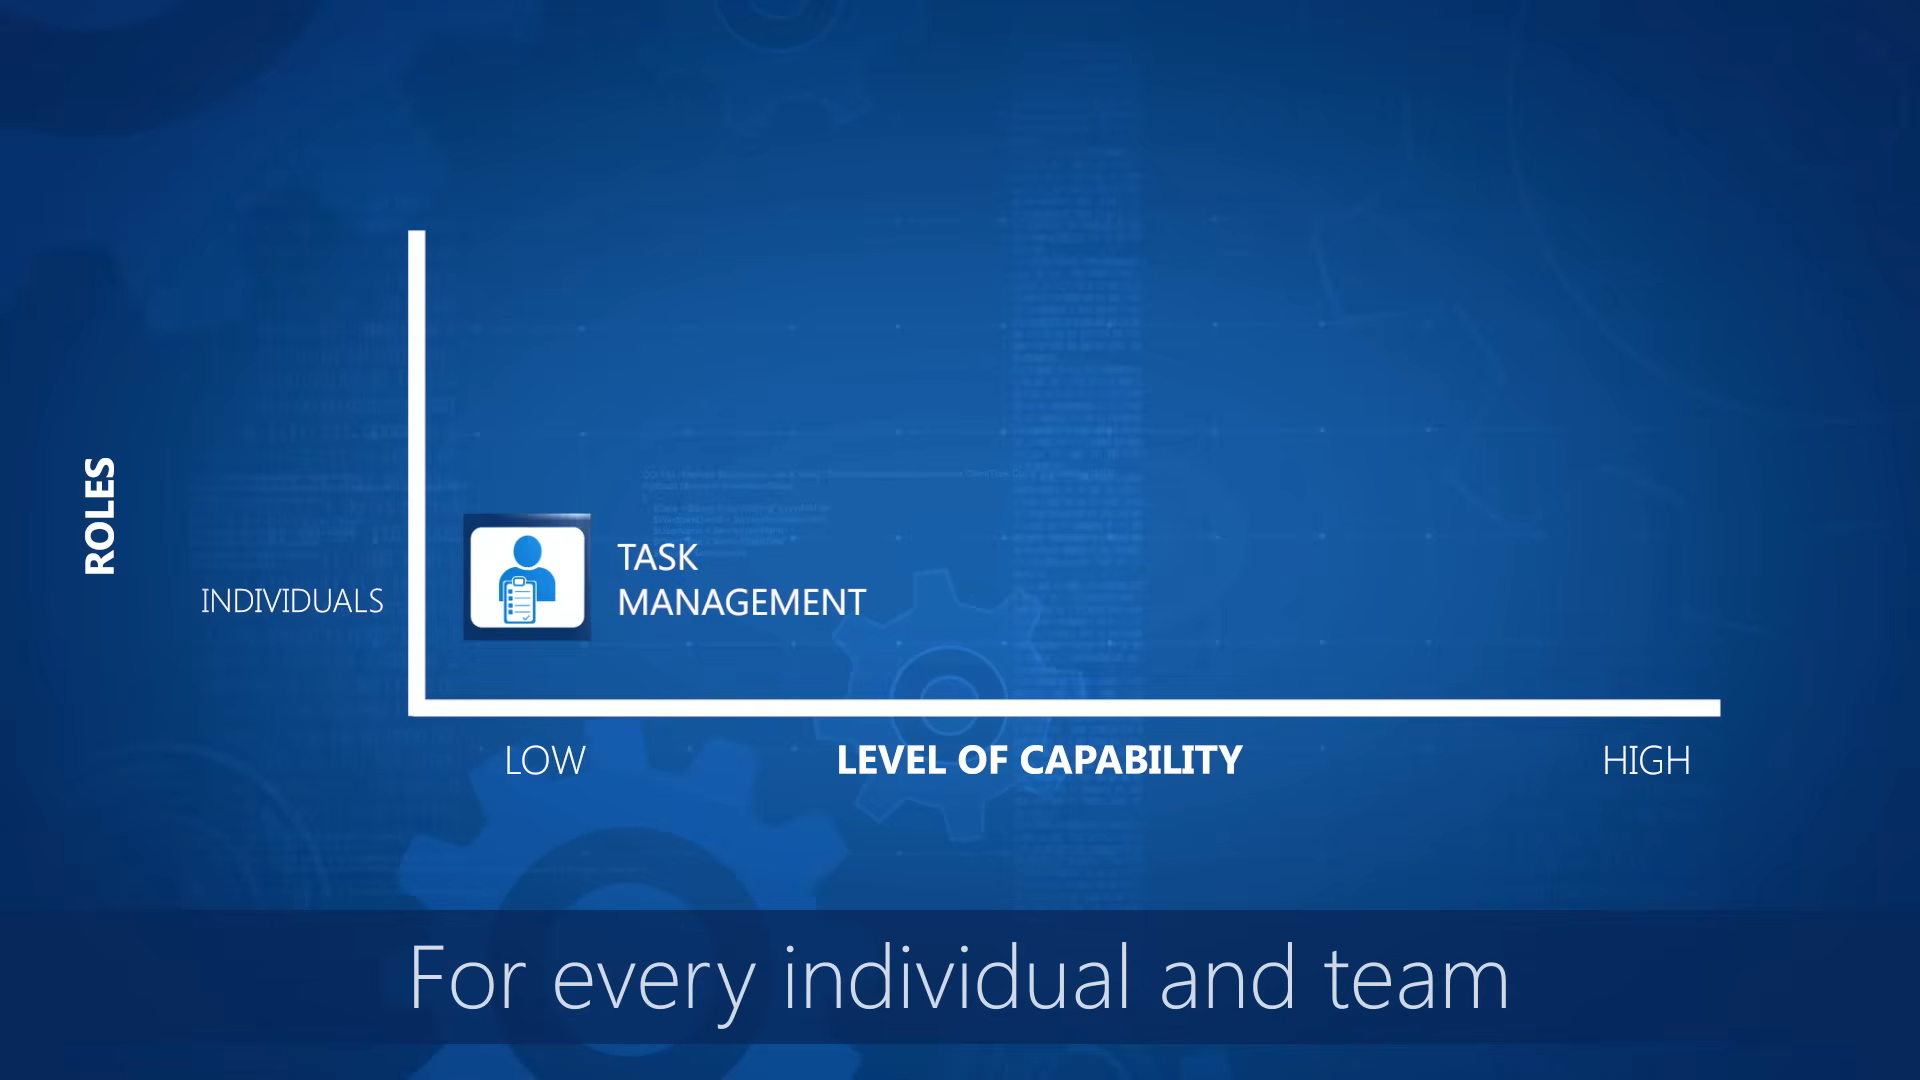 ROLES
INDIVIDUALS
TASK
MANAGEMENT
LOW
LEVEL OF CAPABILITY
HIGH
For every individual and team